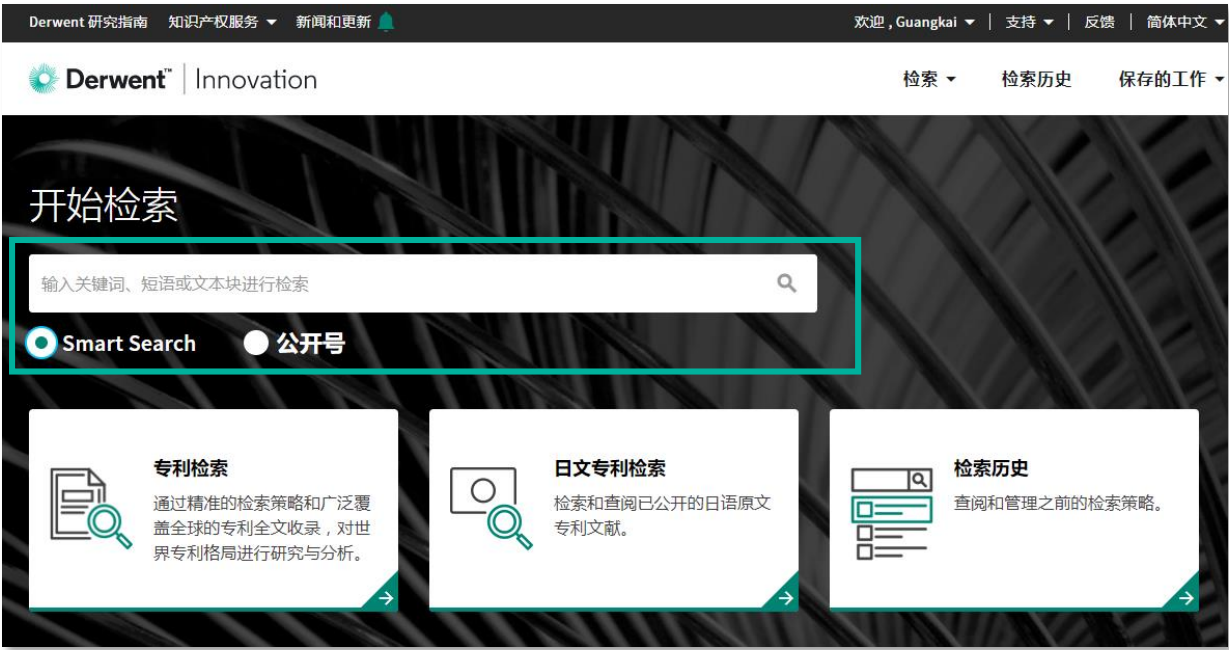 Derwent 研究指南 知识产权服务 新闻和更新 欢迎 , Guangkai 支持 反馈 简体中文
Derwent™ Innovation 检索 检索历史 保存的工作
开始检索
输入关键词、短语或文本块进行检索
Smart Search 公开号
专利检索
通过精准的检索策略和广泛覆
盖全球的专利全文收录，对世
界专利格局进行研究与分析。
日文专利检索
检索和查阅已公开的日语原文
专利文献。
检索历史
查阅和管理之前的检索策略。